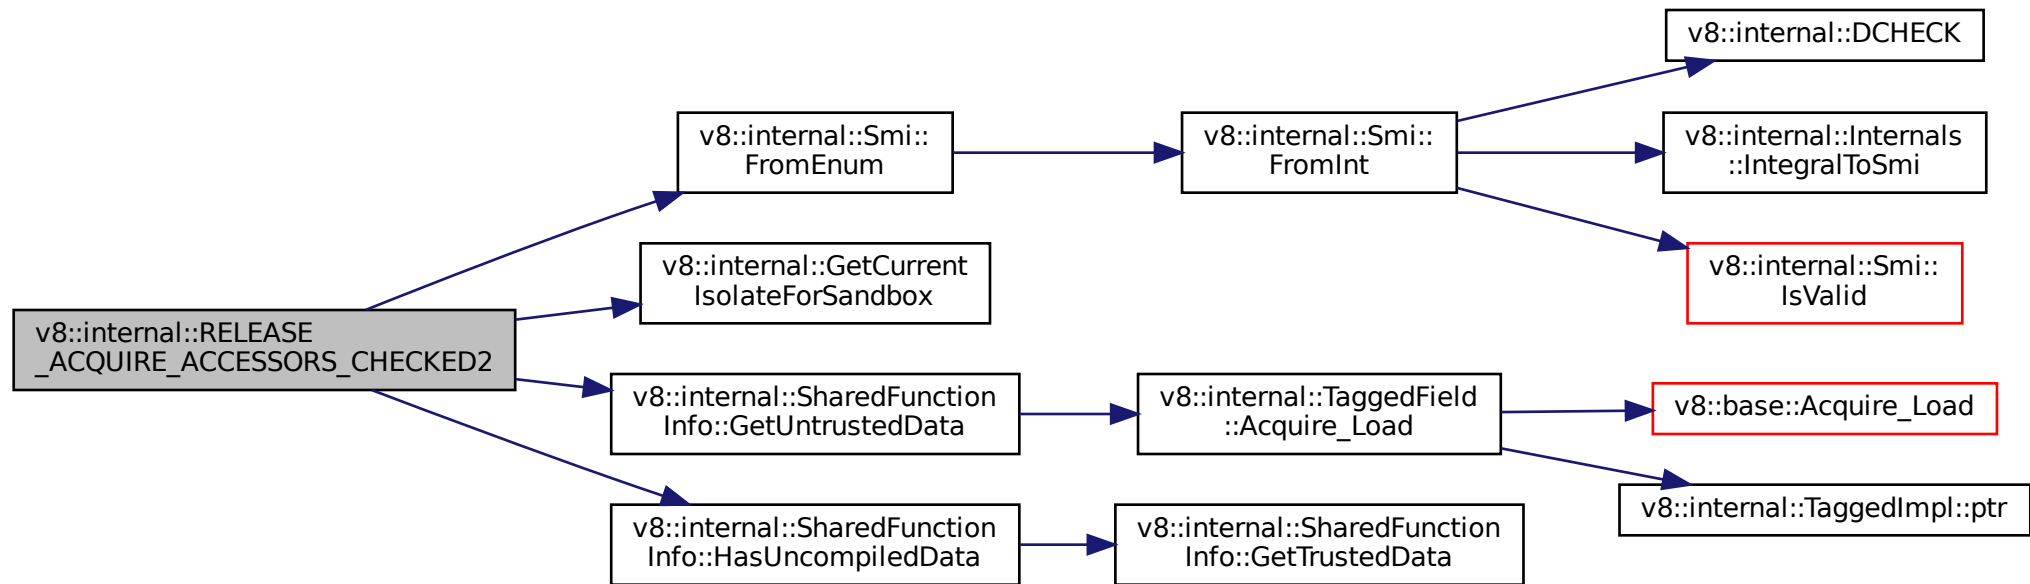 v8::internal::RELEASE
_ACQUIRE_ACCESSORS_CHECKED2
v8::internal::Smi::
FromEnum
v8::internal::GetCurrent
IsolateForSandbox
v8::internal::SharedFunction
Info::GetUntrustedData
v8::internal::SharedFunction
Info::HasUncompiledData
v8::internal::Smi::
FromInt
v8::internal::TaggedField
::Acquire_Load
v8::internal::SharedFunction
Info::GetTrustedData
v8::internal::DCHECK
v8::internal::Internals
::IntegralToSmi
v8::internal::Smi::
IsValid
v8::base::Acquire_Load
v8::internal::TaggedImpl::ptr